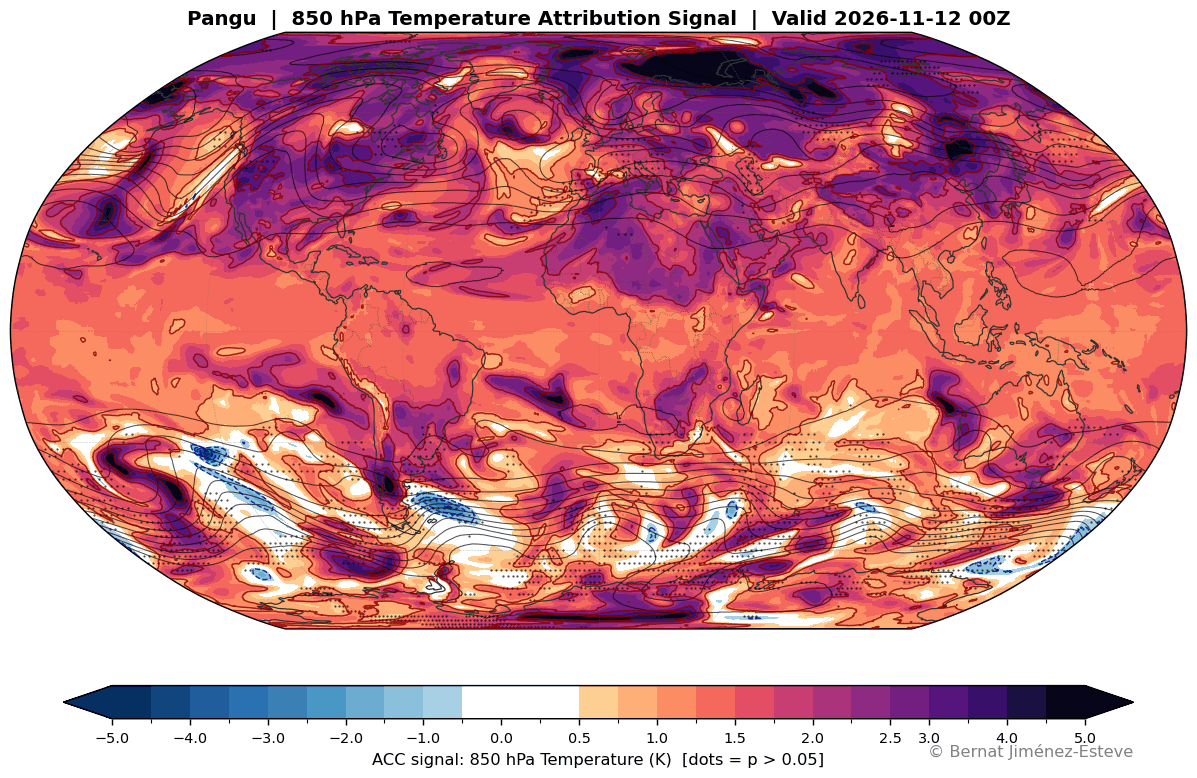 Pangu | 850 hPa Temperature Attribution Signal | Valid 2026-11-12 00Z
−5.0 −4.0 −3.0 −2.0 −1.0 0.0 0.5 1.0 1.5 2.0 2.5 3.0 4.0 5.0
© Bernat Jiménez-Esteve
ACC signal: 850 hPa Temperature (K) [dots = p > 0.05]